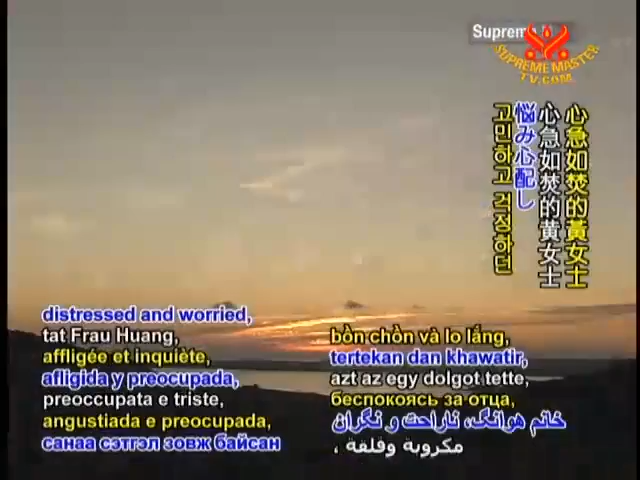 Suprem
SUPREME MASTER
TV.COM
心急如焚的黃女士
心急如焚的黄女士
悩み心配し
고민하고 걱정하던
distressed and worried,
tat Frau Huang,
affligée et inquiète,
afligida y preocupada,
preoccupata e triste,
angustiada e preocupada,
санаа сэтгэл зовж байсан
bồn chồn và lo lắng,
tertekan dan khawatir,
azt az egy dolgot tette,
беспокоясь за отца,
خانم هوانگ، ناراحت و نگران
مكروبة وقلقة ،